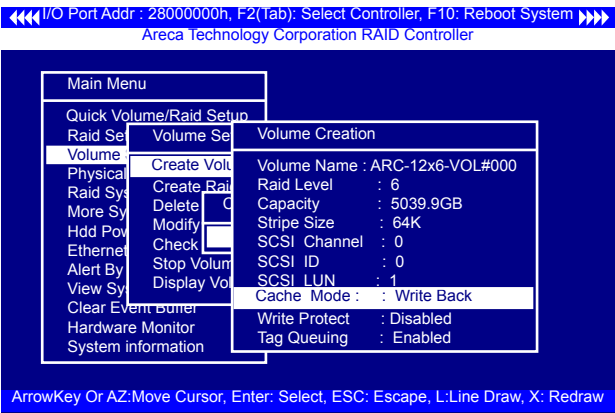 I/O Port Addr : 28000000h, F2(Tab): Select Controller, F10: Reboot System
Areca Technology Corporation RAID Controller
Main Menu
Quick Volume/Raid Setup
Raid Set
Volume
Physical
Raid Sys
More Sy
Hdd Pow
Ethernet
Alert By
View Sy
Clear Event Buffer
Hardware Monitor
System information
Volume Se
Create Volu
Create Rai
Delete
Modify
Check
Stop Volum
Display Vol
C
Volume Creation
Volume Name : ARC-12x6-VOL#000
Raid Level : 6
Capacity : 5039.9GB
Stripe Size : 64K
SCSI Channel : 0
SCSI ID : 0
SCSI LUN : 1
Cache Mode : : Write Back
Write Protect : Disabled
Tag Queuing : Enabled
ArrowKey Or AZ:Move Cursor, Enter: Select, ESC: Escape, L:Line Draw, X: Redraw